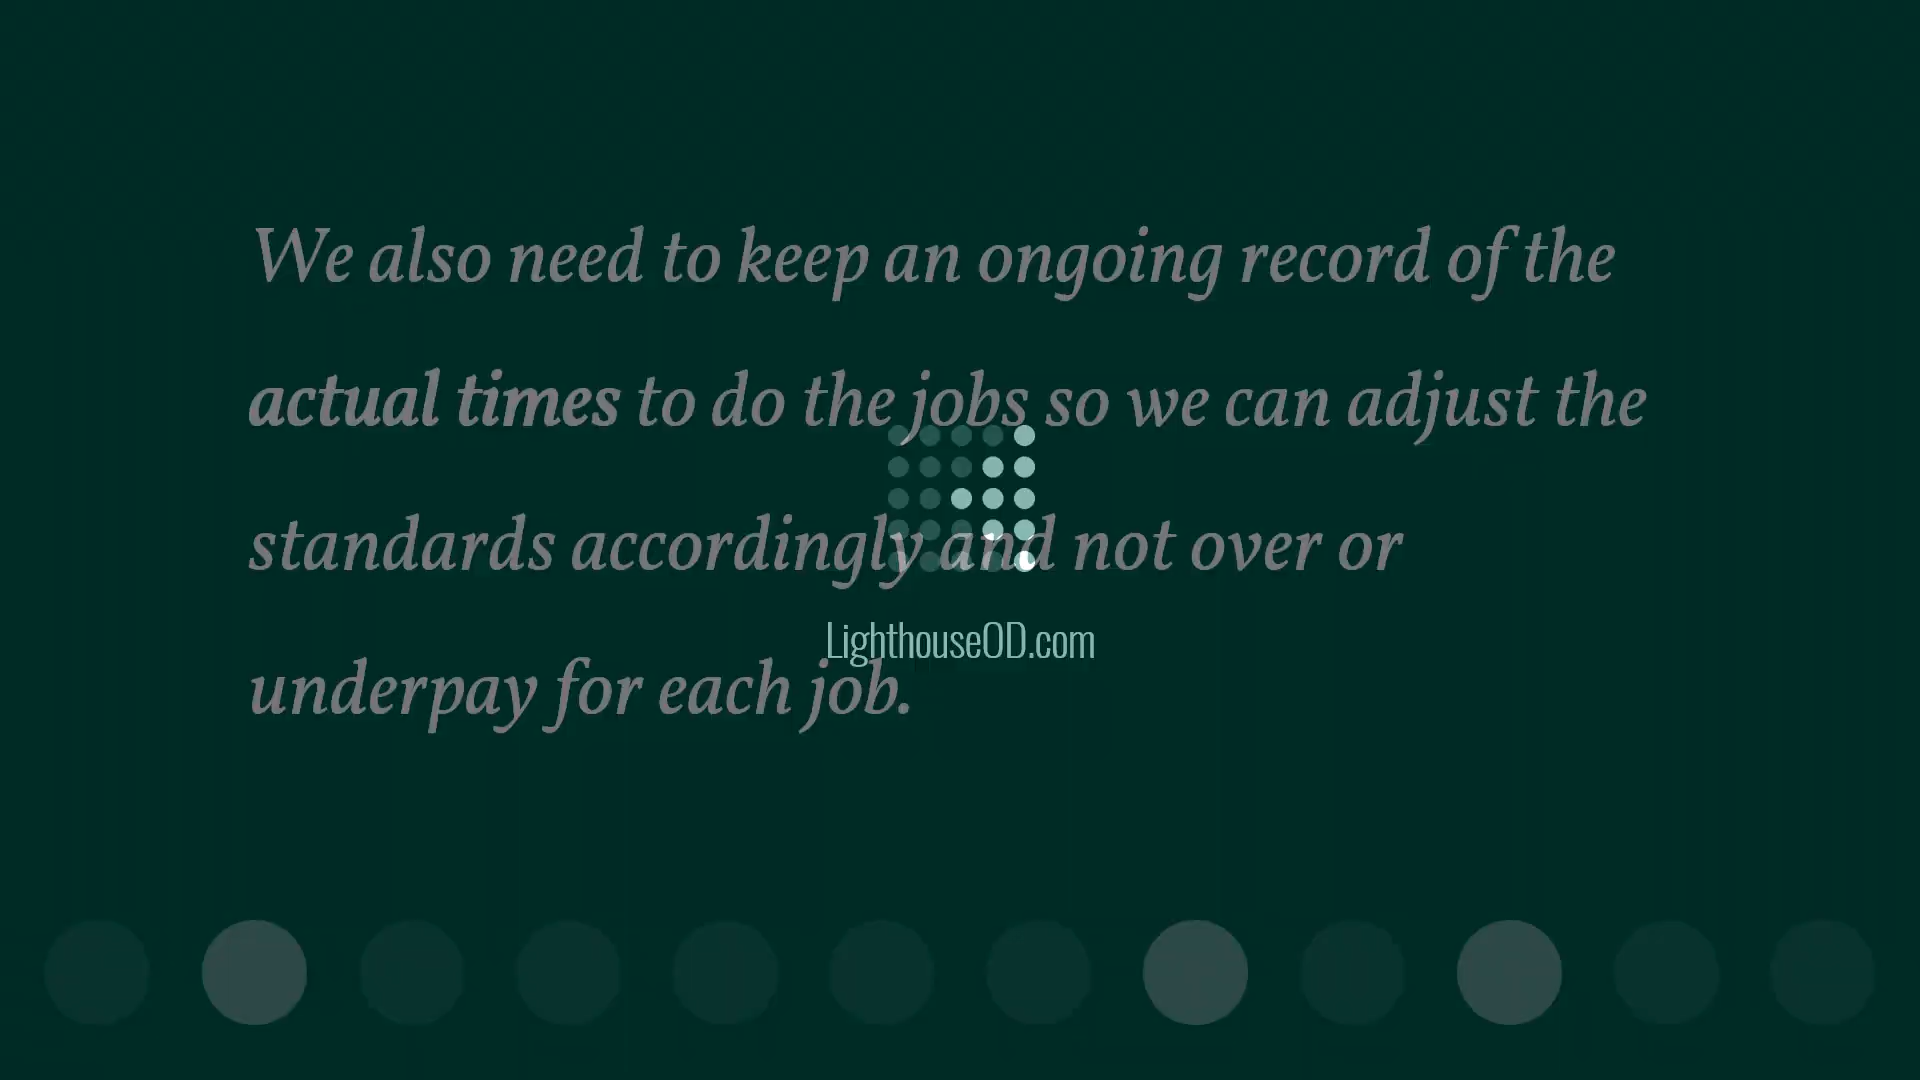 We also need to keep an ongoing record of the
actual times to do the jobs so we can adjust the
standards accordingly and not over or
LighthouseOD.com
underpay for each job.